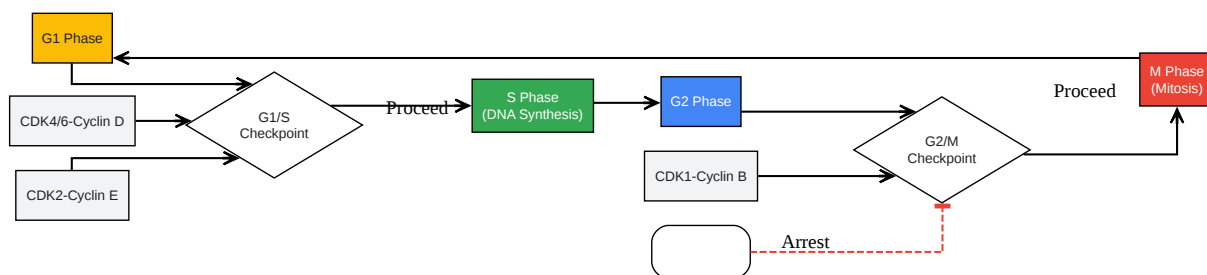 G1 Phase
CDK4/6-Cyclin D
CDK2-Cyclin E
G1/S
Checkpoint
Proceed
S Phase
(DNA Synthesis)
G2 Phase
CDK1-Cyclin B
Arrest
G2/M
Checkpoint
Proceed
M Phase
(Mitosis)